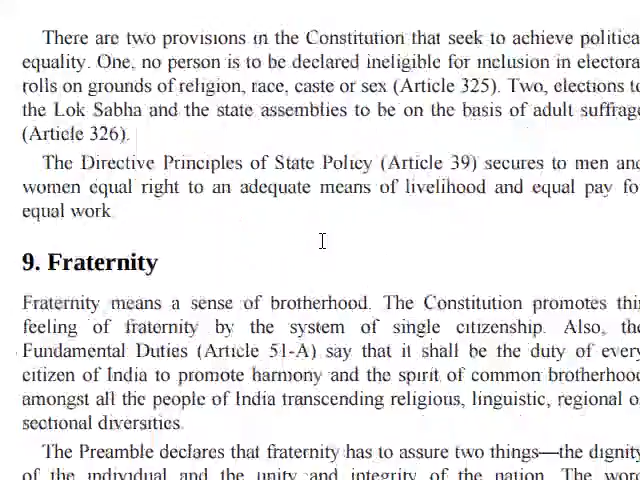 There are two provisions in the Constitution that seek to achieve politica
equality. One, no person is to be declared ineligible for inclusion in electora
rolls on grounds of religion, race, caste or sex (Article 325). Two, elections to
the Lok Sabha and the state assemblies to be on the basis of adult suffrag
(Article 326).
The Directive Principles of State Policy (Article 39) secures to men and
women equal right to an adequate means of livelihood and equal pay fo
equal work
9. Fraternity
Fraternity means a sense of brotherhood. The Constitution promotes thi
feeling of fraternity by the system of single citizenship. Also, the
Fundamental Duties (Article 51-A) say that it shall be the duty of every
citizen of India to promote harmony and the spirit of common brotherhood
amongst all the people of India transcending religious, linguistic, regional o
sectional diversities.
The Preamble declares that fraternity has to assure two things—the dignity
of the individual and the unity and integrity of the nation. The word